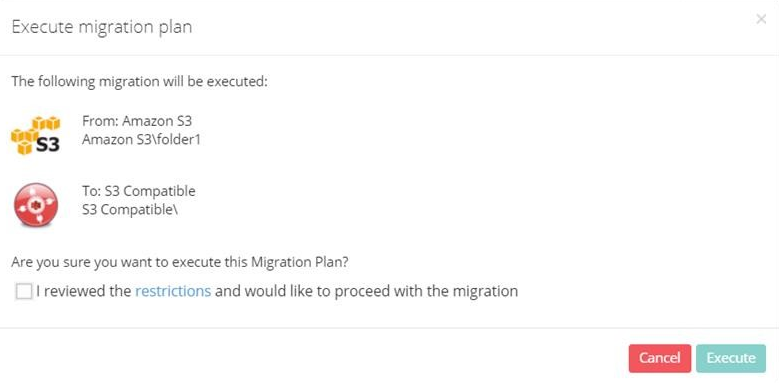 Execute migration plan
×
The following migration will be executed:
S3
From: Amazon S3
Amazon S3\folder1
To: S3 Compatible
S3 Compatible\
Are you sure you want to execute this Migration Plan?
I reviewed the restrictions and would like to proceed with the migration
Cancel
Execute